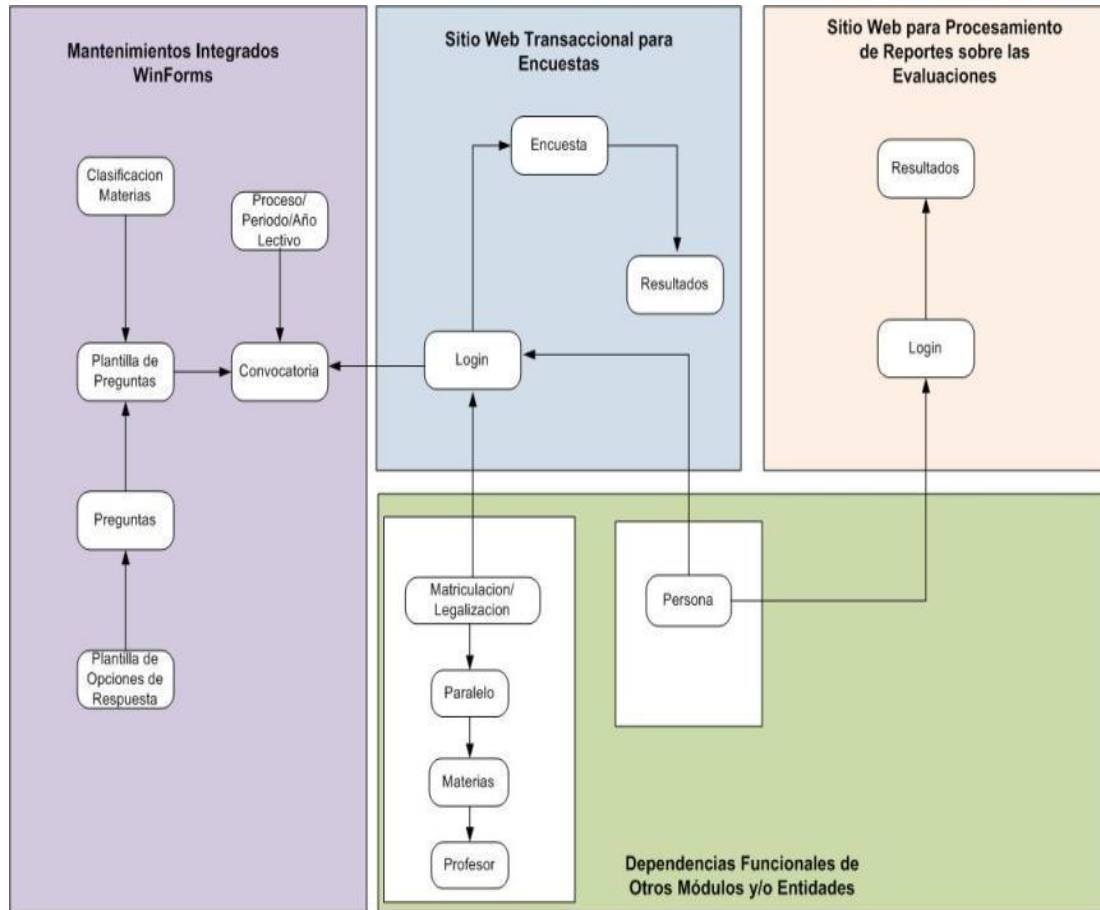 Mantenimientos Integrados
WinForms
Clasificacion
Materias
Proceso/
Periodo/Año
Lectivo
Plantilla de
Preguntas
Convocatoria
Preguntas
Plantilla de
Opciones de
Respuesta
Sitio Web Transaccional para
Encuestas
Encuesta
Resultados
Login
Sitio Web para Procesamiento
de Reportes sobre las
Evaluaciones
Resultados
Login
Matriculacion/
Legalizacion
Paralelo
Materias
Profesor
Persona
Dependencias Funcionales de
Otros Módulos y/o Entidades